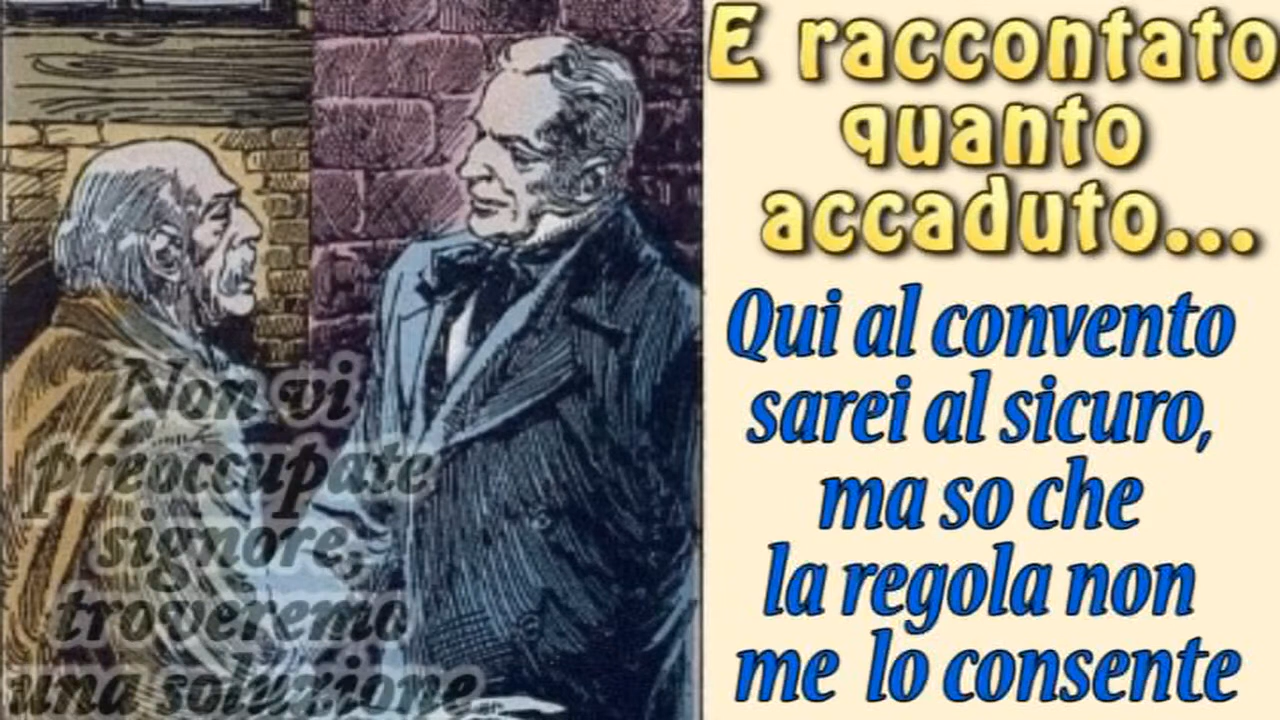 E raccontato
quanto
accaduto...
Qui al convento
sarei al sicuro,
ma so che
la regola non
me lo consente
Non vi
preoccupate
signore,
troveremo
una soluzione.